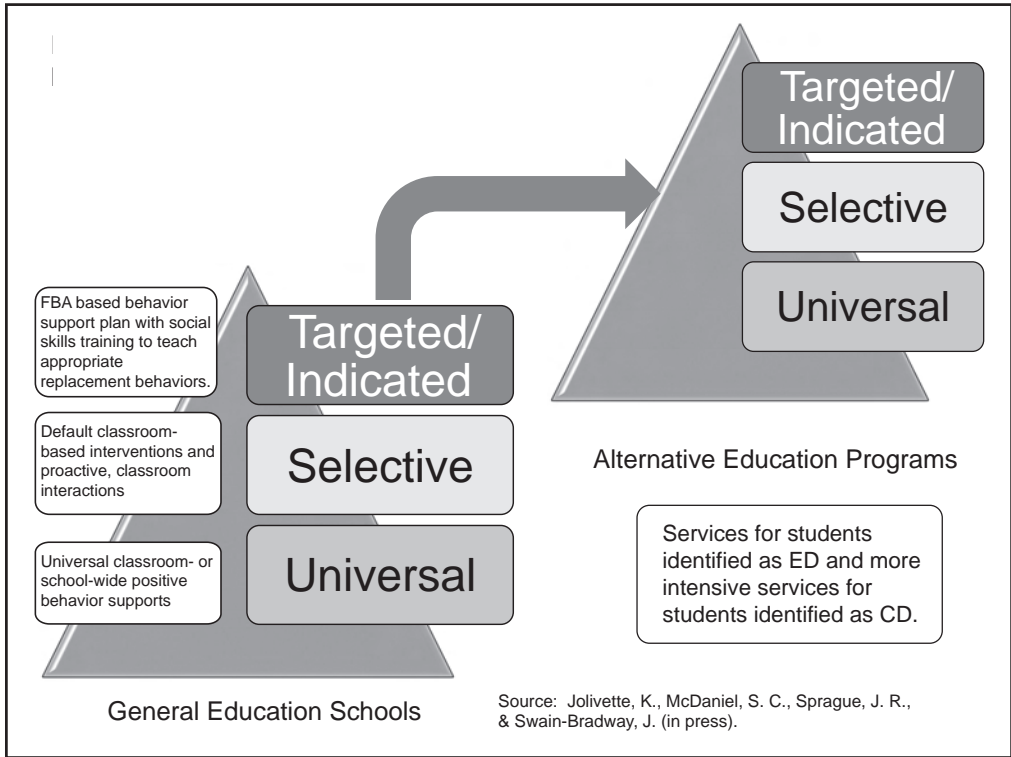 Targeted/
Indicated
Selective
Universal
Alternative Education Programs
Services for students
identified as ED and more
intensive services for
students identified as CD.
FBA based behavior
support plan with social
skills training to teach
appropriate
replacement behaviors.
Targeted/
Indicated
Default classroom-
based interventions and
proactive, classroom
interactions
Selective
Universal classroom- or
school-wide positive
behavior supports
Universal
General Education Schools
Source: Jolivette, K., McDaniel, S. C., Sprague, J. R.,
& Swain-Bradway, J. (in press).